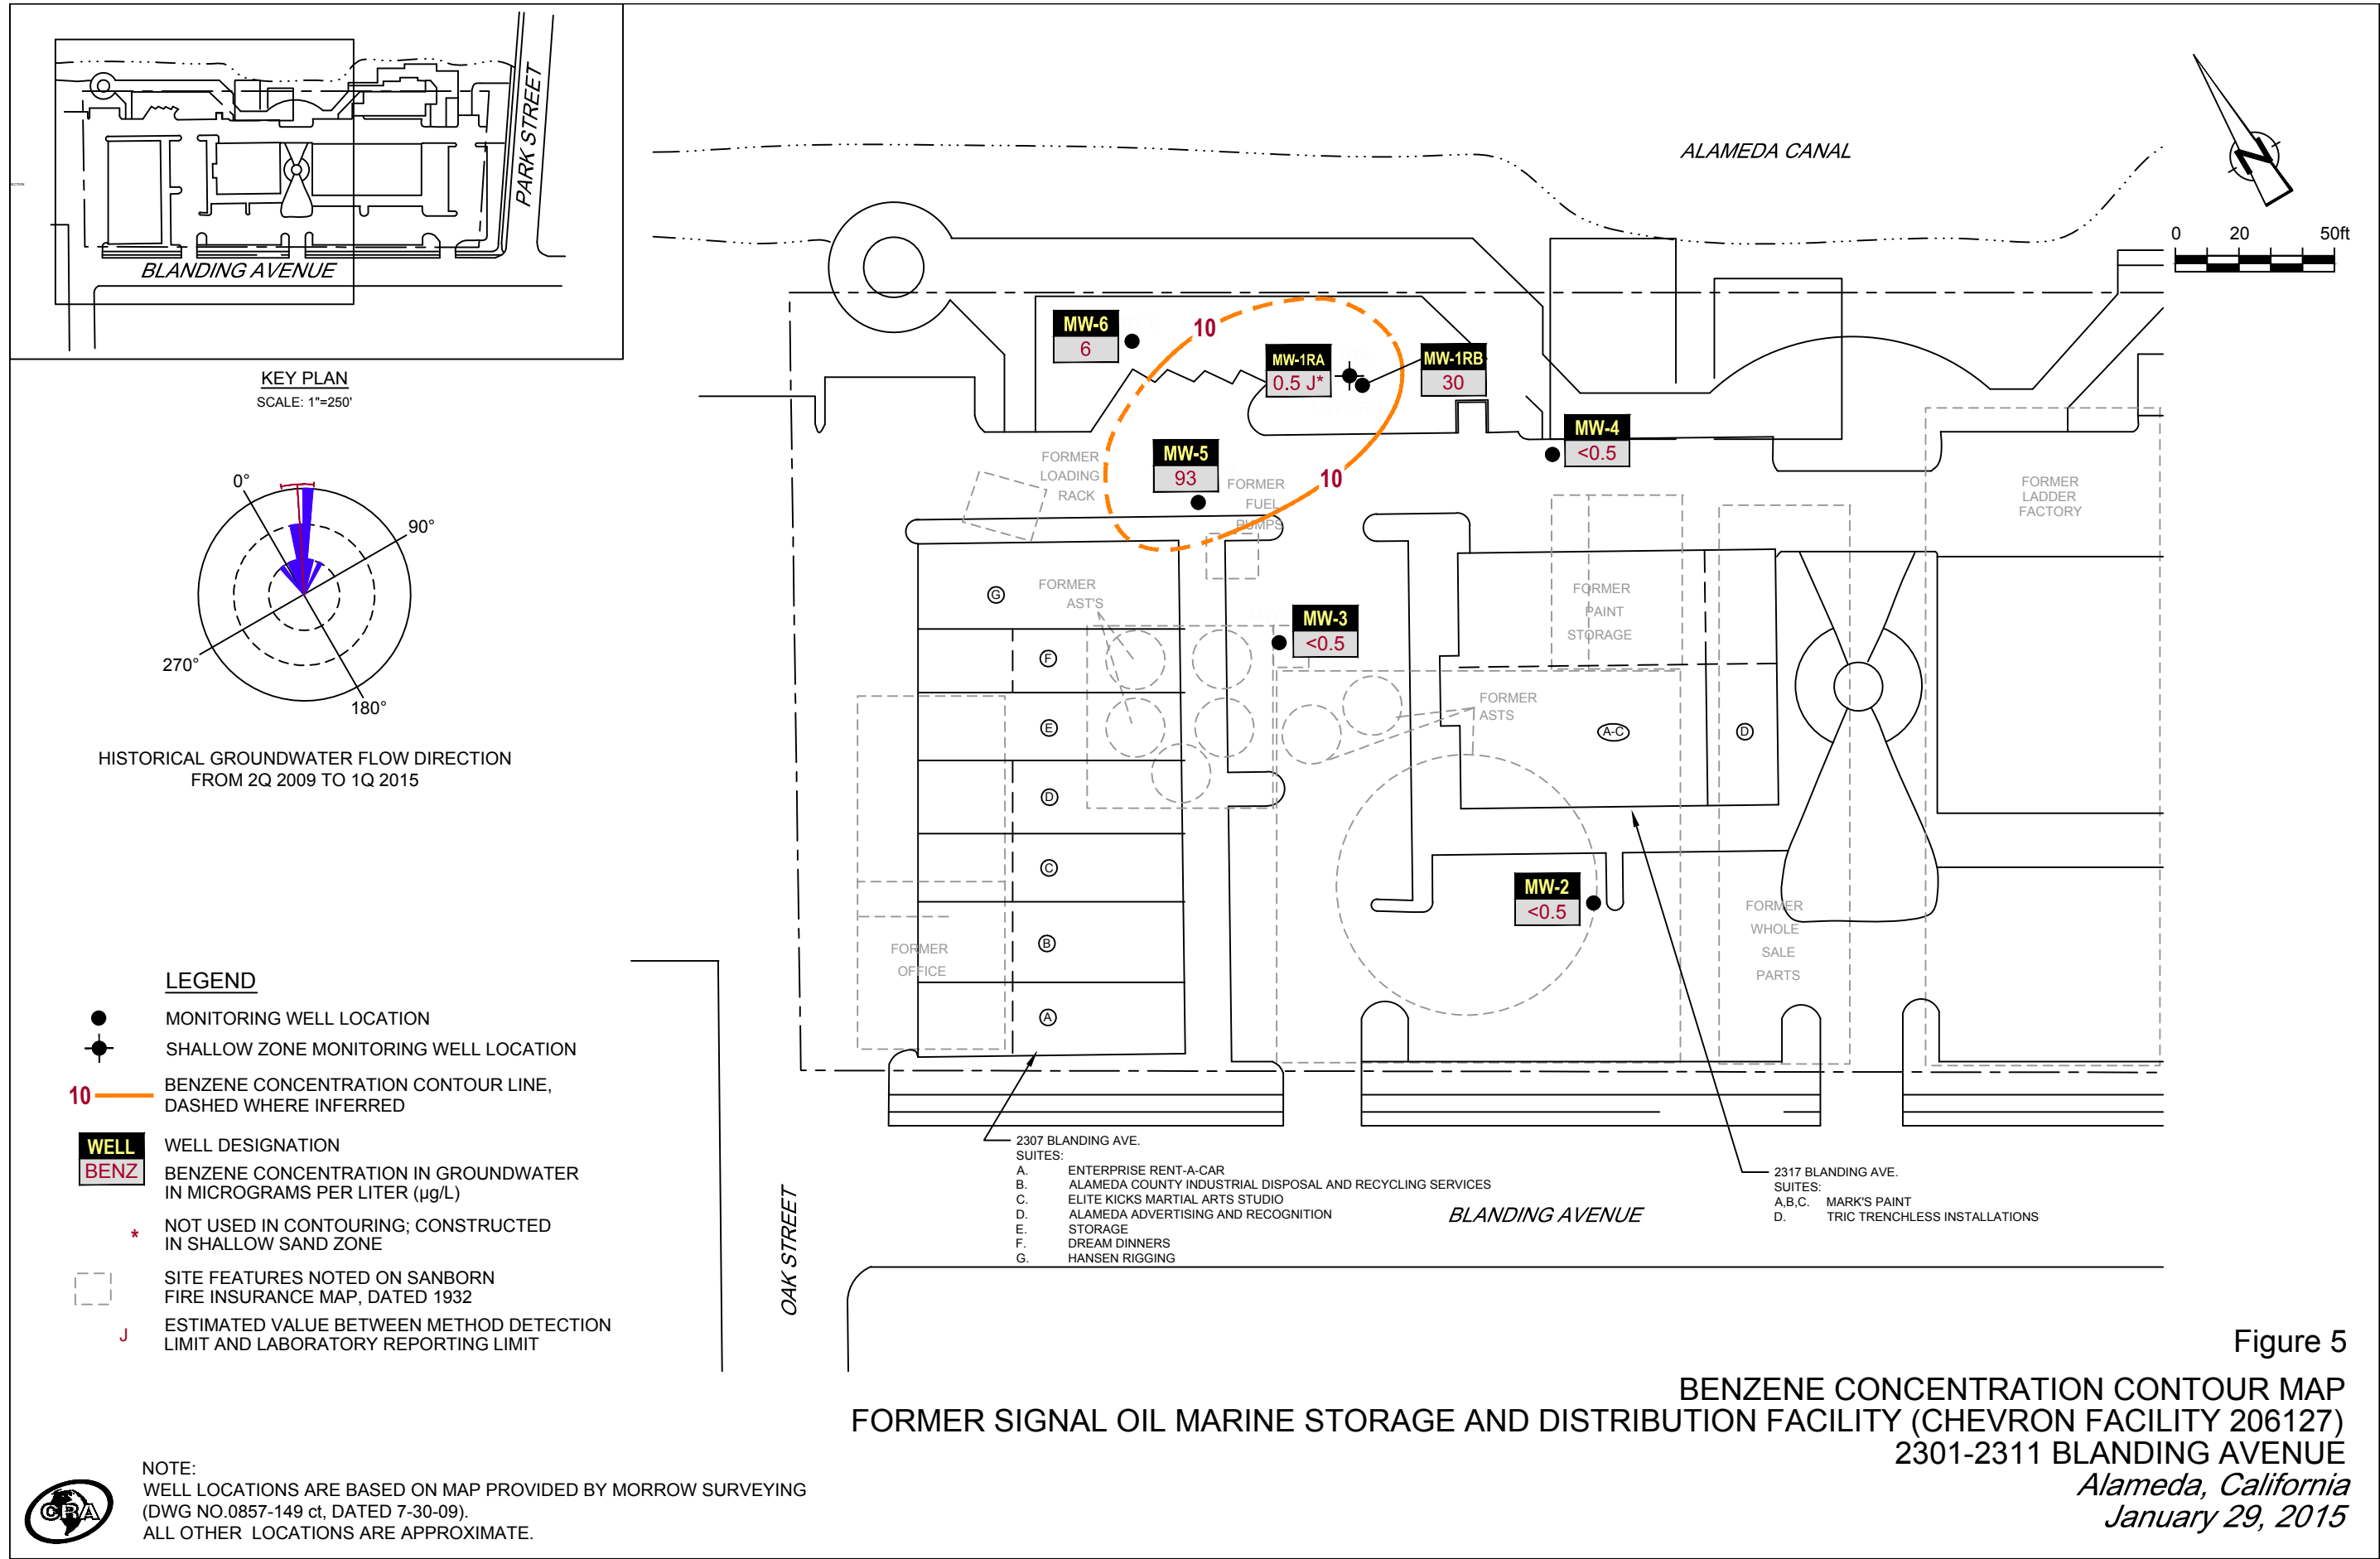 PARK STREET
BLANDING AVENUE
KEY PLAN
SCALE: 1"=250'
0°
90°
270°
180°
HISTORICAL GROUNDWATER FLOW DIRECTION
FROM 2Q 2009 TO 1Q 2015
LEGEND
MONITORING WELL LOCATION
SHALLOW ZONE MONITORING WELL LOCATION
10
BENZENE CONCENTRATION CONTOUR LINE,
DASHED WHERE INFERRED
WELL
WELL DESIGNATION
BENZ
BENZENE CONCENTRATION IN GROUNDWATER
IN MICROGRAMS PER LITER (µg/L)
*
NOT USED IN CONTOURING; CONSTRUCTED
IN SHALLOW SAND ZONE
SITE FEATURES NOTED ON SANBORN
FIRE INSURANCE MAP, DATED 1932
J
ESTIMATED VALUE BETWEEN METHOD DETECTION
LIMIT AND LABORATORY REPORTING LIMIT
NOTE:
WELL LOCATIONS ARE BASED ON MAP PROVIDED BY MORROW SURVEYING
(DWG NO.0857-149 ct, DATED 7-30-09).
ALL OTHER LOCATIONS ARE APPROXIMATE.
CRA
ALAMEDA CANAL
N
0 20 50ft
MW-6
6
10
MW-1RA
0.5 J*
MW-1RB
30
MW-4
<0.5
MW-5
93
10
FORMER
LOADING
RACK
FORMER
FUEL
PUMPS
FORMER
LADDER
FACTORY
FORMER
AST'S
MW-3
<0.5
FORMER
PAINT
STORAGE
FORMER
ASTS
G
F
E
D
C
B
A
A-C
D
MW-2
<0.5
FORMER
WHOLE
SALE
PARTS
FORMER
OFFICE
2307 BLANDING AVE.
SUITES:
A. ENTERPRISE RENT-A-CAR
B. ALAMEDA COUNTY INDUSTRIAL DISPOSAL AND RECYCLING SERVICES
C. ELITE KICKS MARTIAL ARTS STUDIO
D. ALAMEDA ADVERTISING AND RECOGNITION
E. STORAGE
F. DREAM DINNERS
G. HANSEN RIGGING
BLANDING AVENUE
2317 BLANDING AVE.
SUITES:
A,B,C. MARK'S PAINT
D. TRIC TRENCHLESS INSTALLATIONS
OAK STREET
Figure 5
BENZENE CONCENTRATION CONTOUR MAP
FORMER SIGNAL OIL MARINE STORAGE AND DISTRIBUTION FACILITY (CHEVRON FACILITY 206127)
2301-2311 BLANDING AVENUE
Alameda, California
January 29, 2015